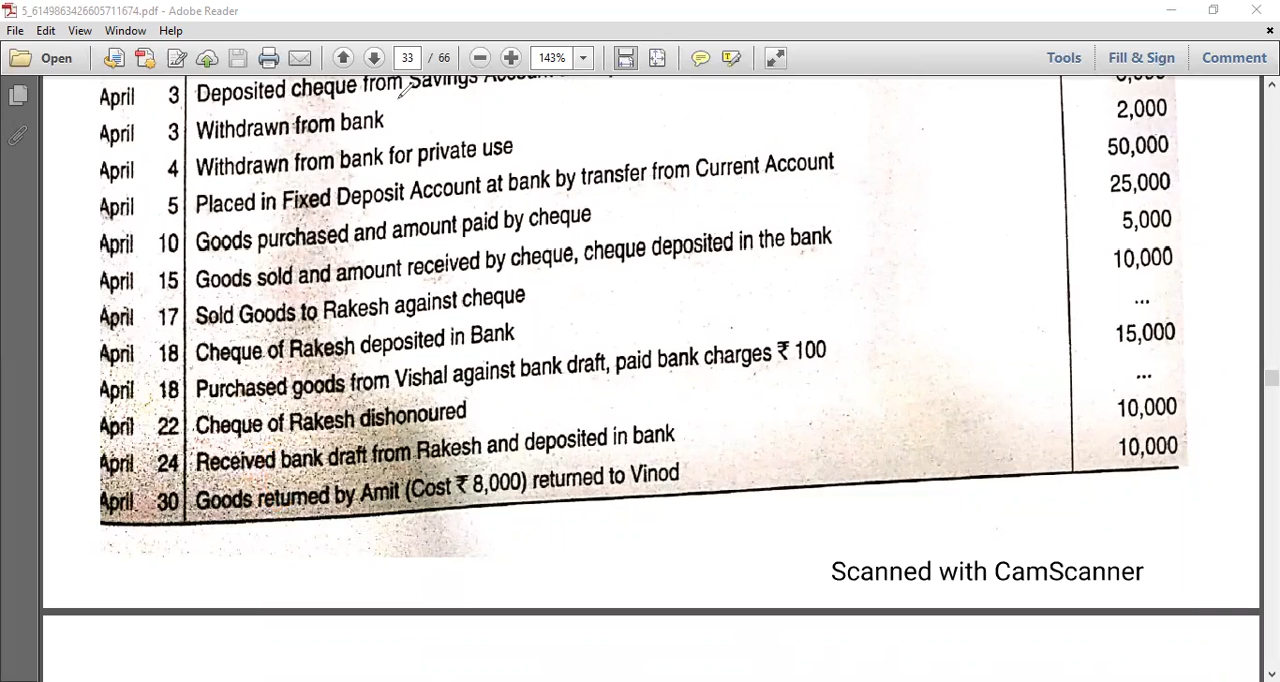 5_6149863426605711674.pdf - Adobe Reader
File Edit View Window Help
Open 33 / 66 143% Tools Fill & Sign Comment
April 3 Deposited cheque from Savings
April 3 Withdrawn from bank
April 4 Withdrawn from bank for private use 2,000
April 5 Placed in Fixed Deposit Account at bank by transfer from Current Account 50,000
April 10 Goods purchased and amount paid by cheque 25,000
April 15 Goods sold and amount received by cheque, cheque deposited in the bank 5,000
April 17 Sold Goods to Rakesh against cheque 10,000
April 18 Cheque of Rakesh deposited in Bank ...
April 18 Purchased goods from Vishal against bank draft, paid bank charges ₹ 100 15,000
April 22 Cheque of Rakesh dishonoured ...
April 24 Received bank draft from Rakesh and deposited in bank 10,000
April 30 Goods returned by Amit (Cost ₹ 8,000) returned to Vinod 10,000
Scanned with CamScanner